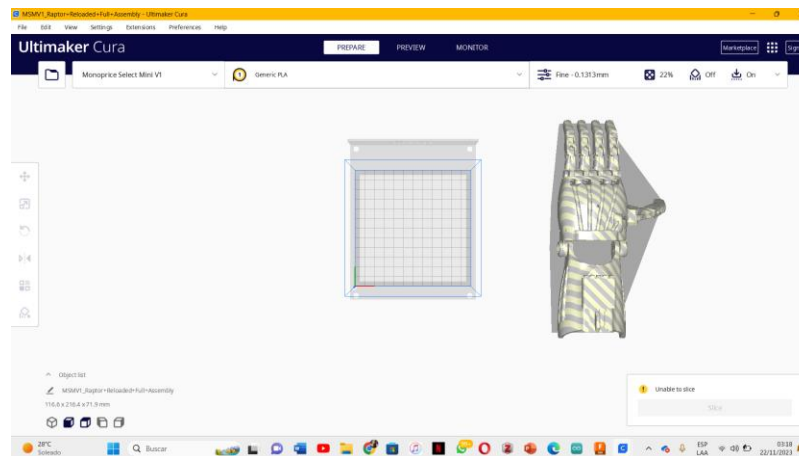 MSMV1_Raptor+Reloaded+Full+Assembly - Ultimaker Cura
File Edit View Settings Extensions Preferences Help
Ultimaker Cura
PREPARE PREVIEW MONITOR
Marketplace Sign
Monoprice Select Mini V1
1 Generic PLA
Fine - 0.1313mm
22% Off On
Object list
MSMV1_Raptor+Reloaded+Full+Assembly
116.6 x 216.4 x 71.9 mm
Unable to slice
Slice
28°C
Soleado
Buscar
ESP
LAA
03:18
22/11/2023